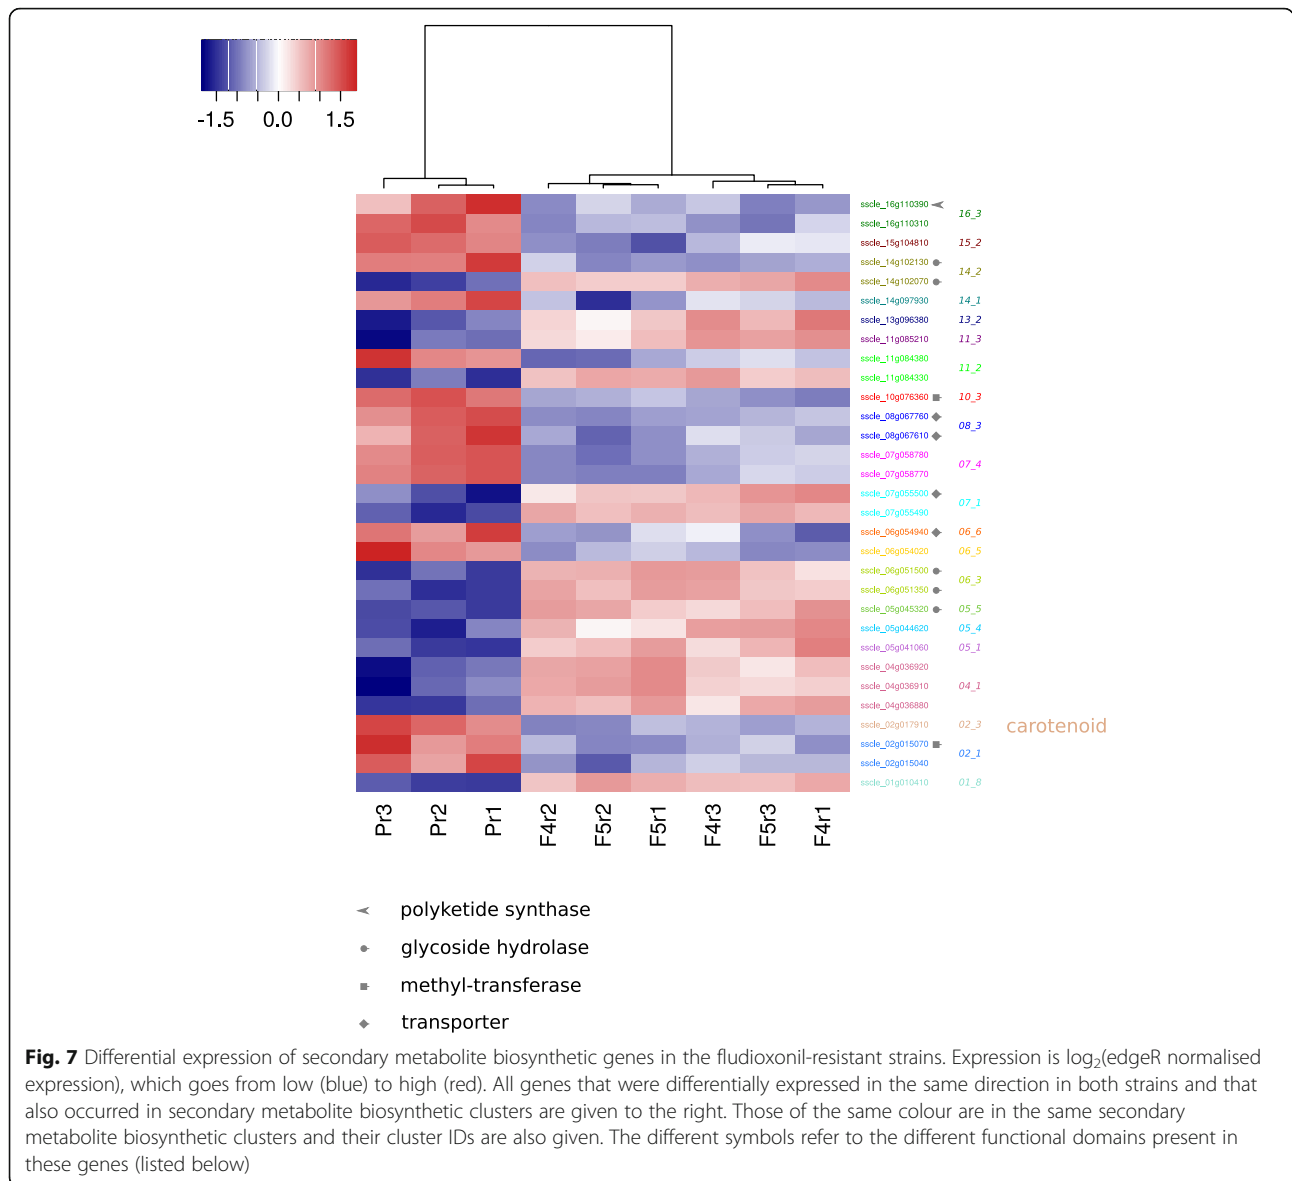 -1.5 0.0 1.5
sscle_16g110390
16_3
sscle_16g110310
sscle_15g104810 15_2
sscle_14g102130
14_2
sscle_14g102070
sscle_14g097930 14_1
sscle_13g096380 13_2
sscle_11g085210 11_3
sscle_11g084380
11_2
sscle_11g084330
sscle_10g076360 10_3
sscle_08g067760
08_3
sscle_08g067610
sscle_07g058780
07_4
sscle_07g058770
sscle_07g055500
07_1
sscle_07g055490
sscle_06g054940 06_6
sscle_06g054020 06_5
sscle_06g051500
06_3
sscle_06g051350
sscle_05g045320 05_5
sscle_05g044620 05_4
sscle_05g041060 05_1
sscle_04g036920
sscle_04g036910 04_1
sscle_04g036880
sscle_02g017910 02_3 carotenoid
sscle_02g015070
02_1
sscle_02g015040
sscle_01g010410 01_8
Pr3 Pr2 Pr1 F4r2 F5r2 F5r1 F4r3 F5r3 F4r1
polyketide synthase
glycoside hydrolase
methyl-transferase
transporter
Fig. 7 Differential expression of secondary metabolite biosynthetic genes in the fludioxonil-resistant strains. Expression is log₂(edgeR normalised
expression), which goes from low (blue) to high (red). All genes that were differentially expressed in the same direction in both strains and that
also occurred in secondary metabolite biosynthetic clusters are given to the right. Those of the same colour are in the same secondary
metabolite biosynthetic clusters and their cluster IDs are also given. The different symbols refer to the different functional domains present in
these genes (listed below)